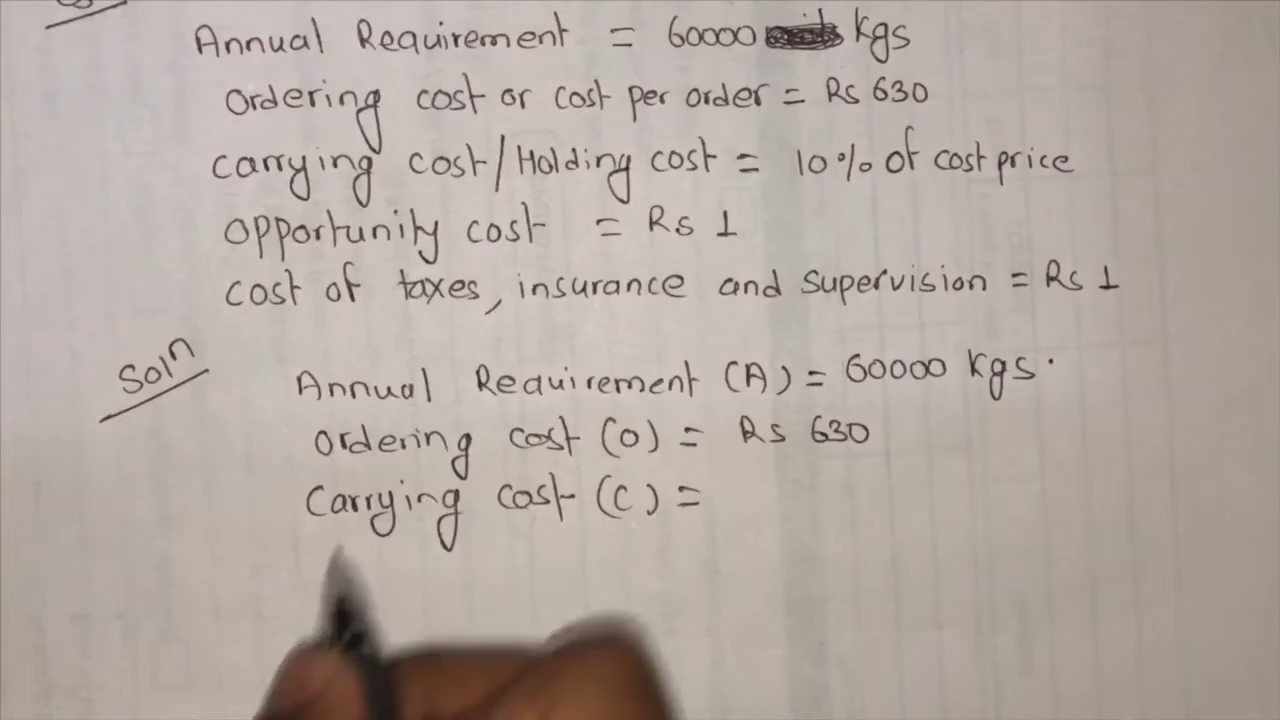 Annual Requirement = 60000 kgs
Ordering cost or cost per order = Rs 630
carrying cost/Holding cost = 10% of cost price
opportunity cost = Rs 1
cost of taxes, insurance and supervision = Rs 1
Soln
Annual Requirement (A) = 60000 kgs.
Ordering cost (O) = Rs 630
Carrying cost (C) =